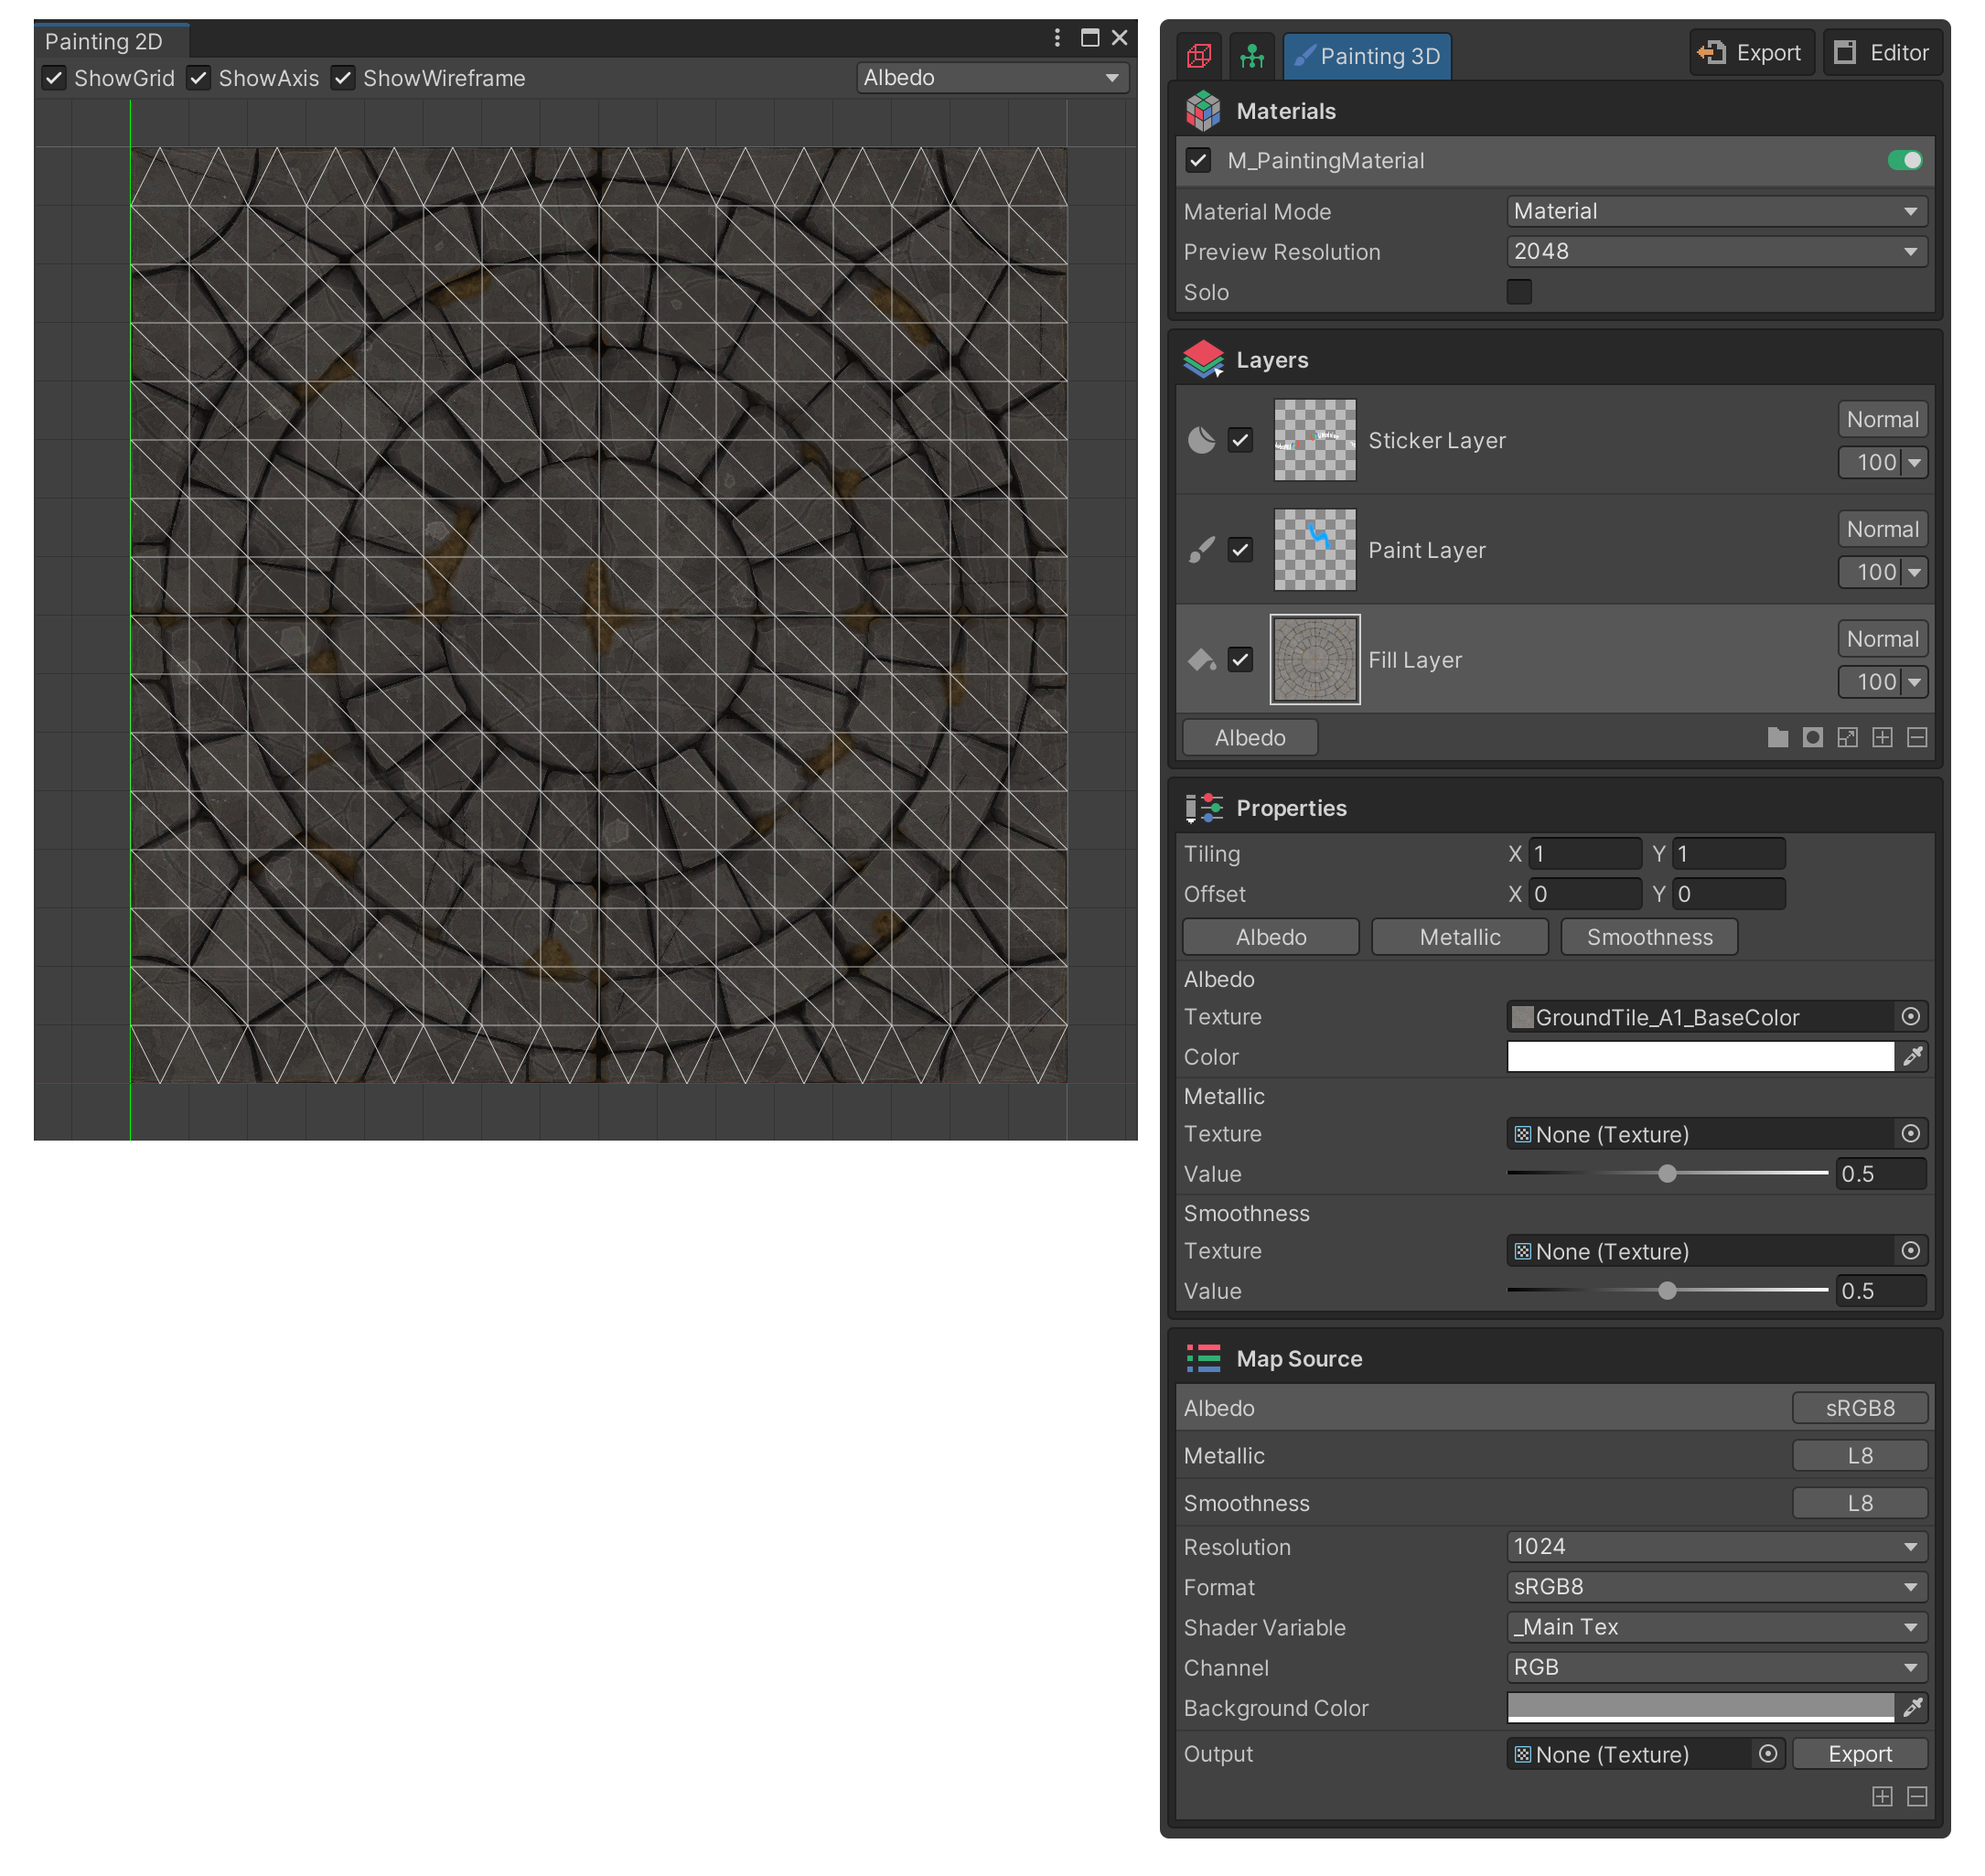 Painting 2D
ShowGrid ShowAxis ShowWireframe Albedo
Painting 3D Export Editor
Materials
M_PaintingMaterial
Material Mode Material
Preview Resolution 2048
Solo
Layers
Sticker Layer Normal
100
Paint Layer Normal
100
Fill Layer Normal
100
Albedo
Properties
Tiling X 1 Y 1
Offset X 0 Y 0
Albedo Metallic Smoothness
Albedo
Texture GroundTile_A1_BaseColor
Color
Metallic
Texture None (Texture)
Value 0.5
Smoothness
Texture None (Texture)
Value 0.5
Map Source
Albedo sRGB8
Metallic L8
Smoothness L8
Resolution 1024
Format sRGB8
Shader Variable _Main Tex
Channel RGB
Background Color
Output None (Texture) Export